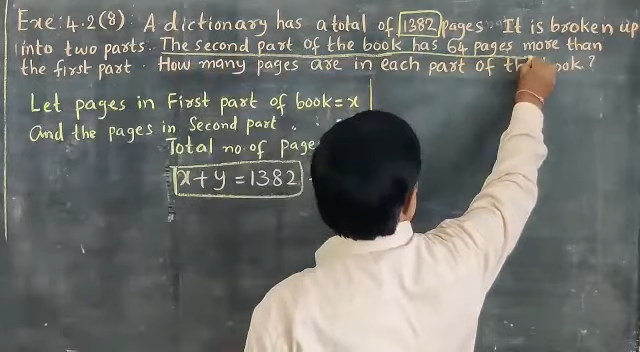 Exe: 4.2(8): A dictionary has a total of 1382 pages. It is broken up
into two parts. The second part of the book has 64 pages more than
the first part. How many pages are in each part of the book?
Let pages in First part of book = x
And the pages in Second part
Total no. of page
x + y = 1382